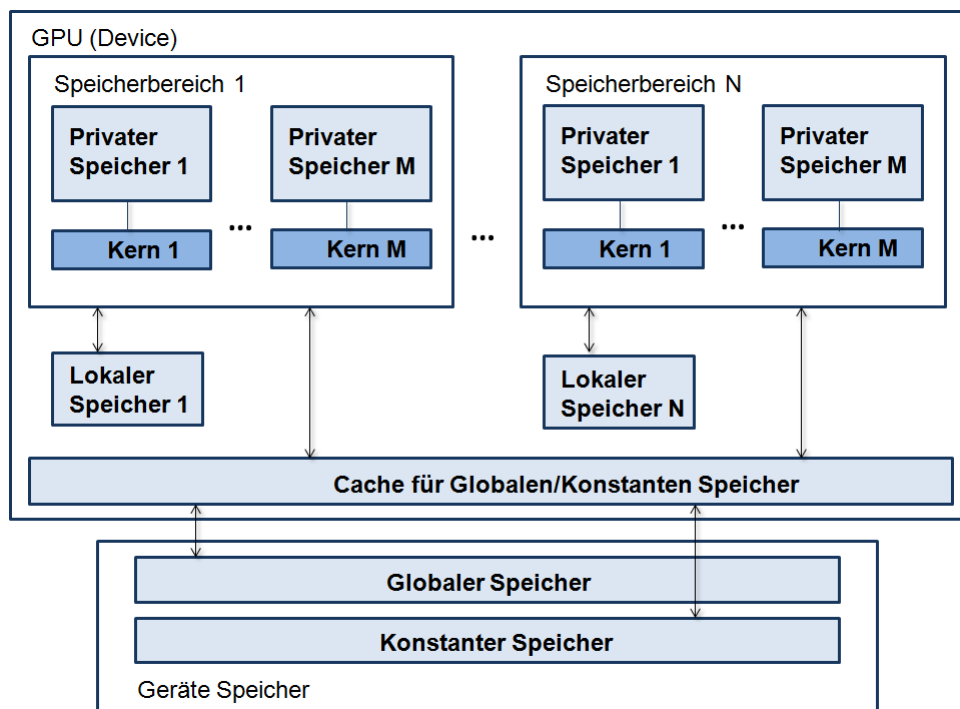 GPU (Device)
Speicherbereich 1
Privater
Speicher 1
Privater
Speicher M
...
Kern 1
Kern M
...
Speicherbereich N
Privater
Speicher 1
Privater
Speicher M
...
Kern 1
Kern M
Lokaler
Speicher 1
Lokaler
Speicher N
Cache für Globalen/Konstanten Speicher
Globaler Speicher
Konstanter Speicher
Geräte Speicher